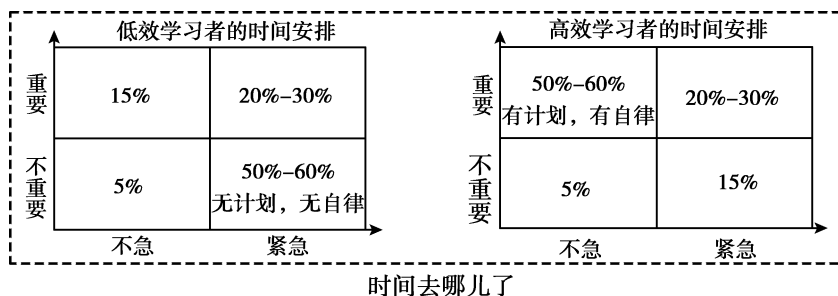 低效学习者的时间安排
重要
15%
20%-30%
不重要
5%
50%-60%
无计划，无自律
不急
紧急
高效学习者的时间安排
重要
50%-60%
有计划，有自律
20%-30%
不重要
5%
15%
不急
紧急
时间去哪儿了